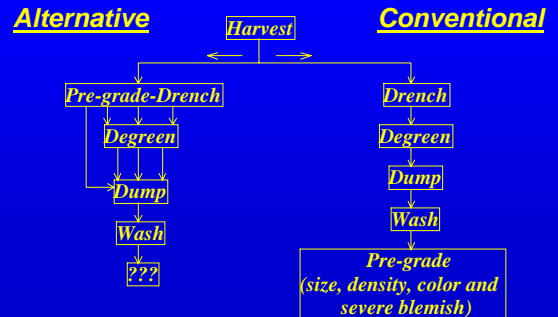 Alternative
Conventional
Harvest
Pre-grade-Drench
Degreen
Dump
Wash
???
Drench
Degreen
Dump
Wash
Pre-grade
(size, density, color and
severe blemish)